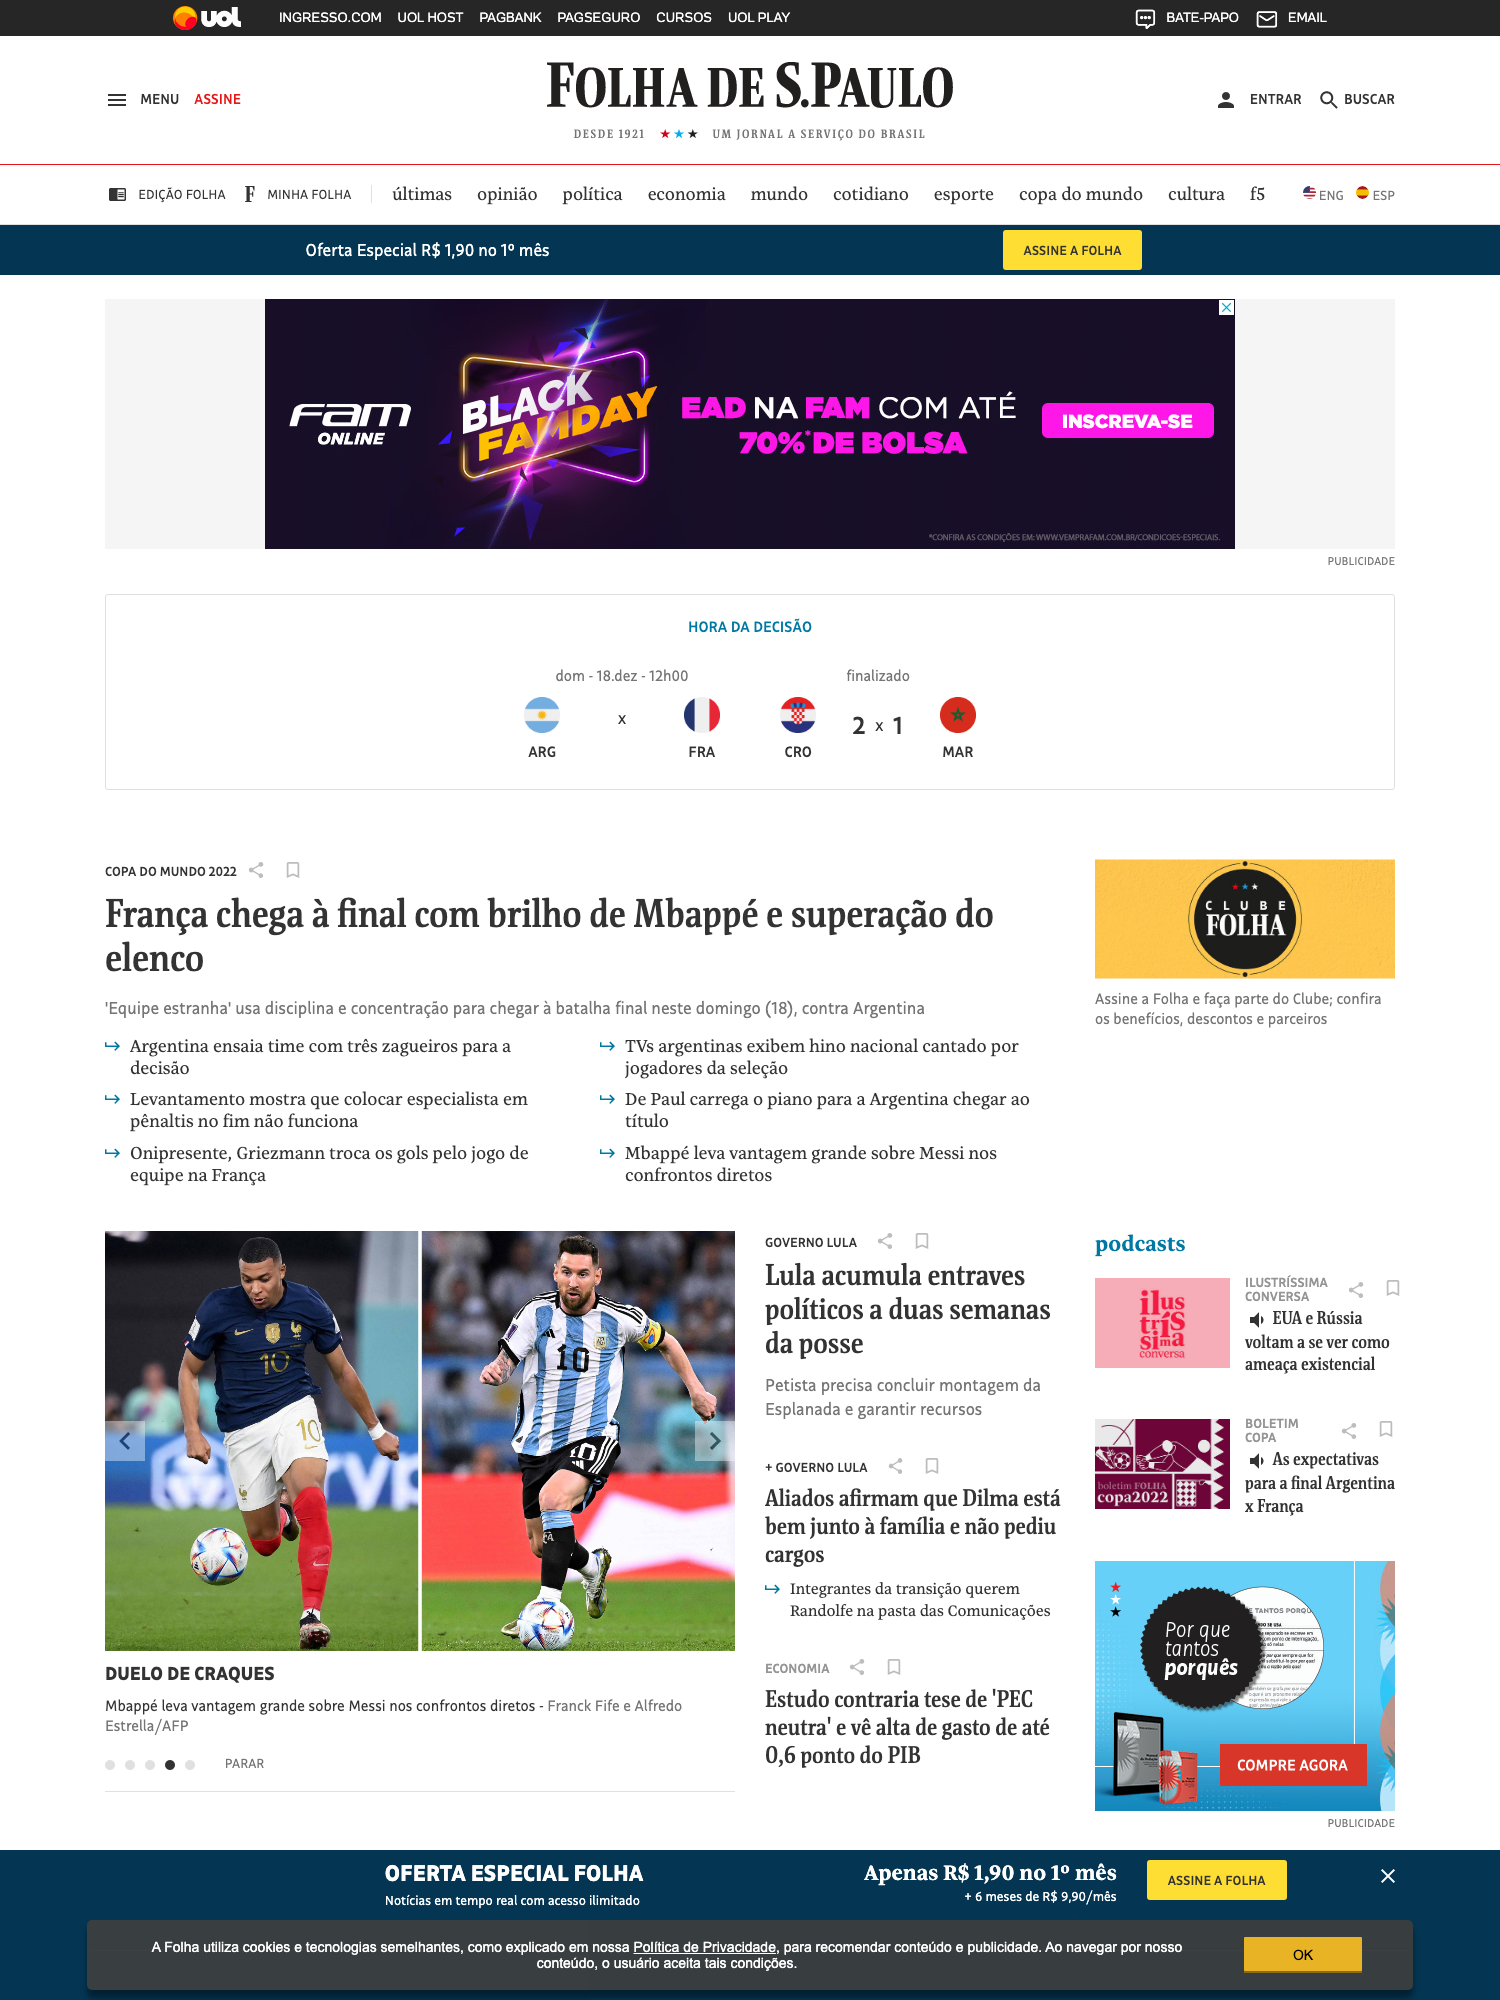 uol INGRESSO.COM UOL HOST PAGBANK PAGSEGURO CURSOS UOL PLAY BATE-PAPO EMAIL
MENU ASSINE
FOLHA DE S.PAULO
DESDE 1921 ★★★ UM JORNAL A SERVIÇO DO BRASIL
ENTRAR BUSCAR
EDIÇÃO FOLHA F MINHA FOLHA últimas opinião política economia mundo cotidiano esporte copa do mundo cultura f5 ENG ESP
Oferta Especial R$ 1,90 no 1º mês ASSINE A FOLHA
fam
ONLINE
BLACK
FAMDAY
EAD NA FAM COM ATÉ
70%* DE BOLSA
INSCREVA-SE
*CONFIRA AS CONDIÇÕES EM: WWW.VEMPRAFAM.COM.BR/CONDICOES-ESPECIAIS.
PUBLICIDADE
HORA DA DECISÃO
dom - 18.dez - 12h00 finalizado
x 2 x 1
ARG FRA CRO MAR
COPA DO MUNDO 2022
França chega à final com brilho de Mbappé e superação do
elenco
'Equipe estranha' usa disciplina e concentração para chegar à batalha final neste domingo (18), contra Argentina
Argentina ensaia time com três zagueiros para a
decisão
Levantamento mostra que colocar especialista em
pênaltis no fim não funciona
Onipresente, Griezmann troca os gols pelo jogo de
equipe na França
TVs argentinas exibem hino nacional cantado por
jogadores da seleção
De Paul carrega o piano para a Argentina chegar ao
título
Mbappé leva vantagem grande sobre Messi nos
confrontos diretos
CLUBE
FOLHA
Assine a Folha e faça parte do Clube; confira
os benefícios, descontos e parceiros
10
10
10
10
DUELO DE CRAQUES
Mbappé leva vantagem grande sobre Messi nos confrontos diretos - Franck Fife e Alfredo
Estrella/AFP
PARAR
GOVERNO LULA
Lula acumula entraves
políticos a duas semanas
da posse
Petista precisa concluir montagem da
Esplanada e garantir recursos
+ GOVERNO LULA
Aliados afirmam que Dilma está
bem junto à família e não pediu
cargos
Integrantes da transição querem
Randolfe na pasta das Comunicações
ECONOMIA
Estudo contraria tese de 'PEC
neutra' e vê alta de gasto de até
0,6 ponto do PIB
podcasts
ilus
trís
sima
conversa
ILUSTRÍSSIMA
CONVERSA
EUA e Rússia
voltam a se ver como
ameaça existencial
boletim FOLHA
copa2022
BOLETIM
COPA
As expectativas
para a final Argentina
x França
Por que
tantos
porquês
COMPRE AGORA
PUBLICIDADE
OFERTA ESPECIAL FOLHA
Notícias em tempo real com acesso ilimitado
Apenas R$ 1,90 no 1º mês
+ 6 meses de R$ 9,90/mês
ASSINE A FOLHA
A Folha utiliza cookies e tecnologias semelhantes, como explicado em nossa Política de Privacidade, para recomendar conteúdo e publicidade. Ao navegar por nosso
conteúdo, o usuário aceita tais condições.
OK